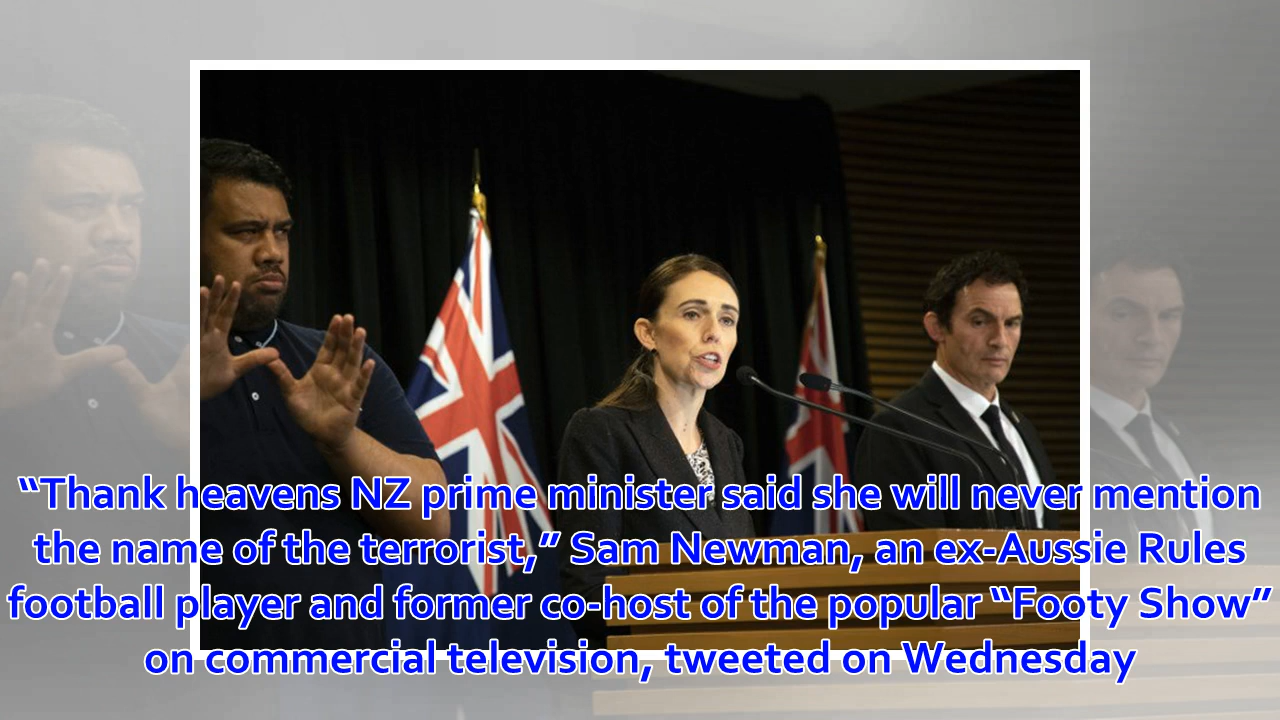 “Thank heavens NZ prime minister said she will never mention
the name of the terrorist,” Sam Newman, an ex-Aussie Rules
football player and former co-host of the popular “Footy Show”
on commercial television, tweeted on Wednesday